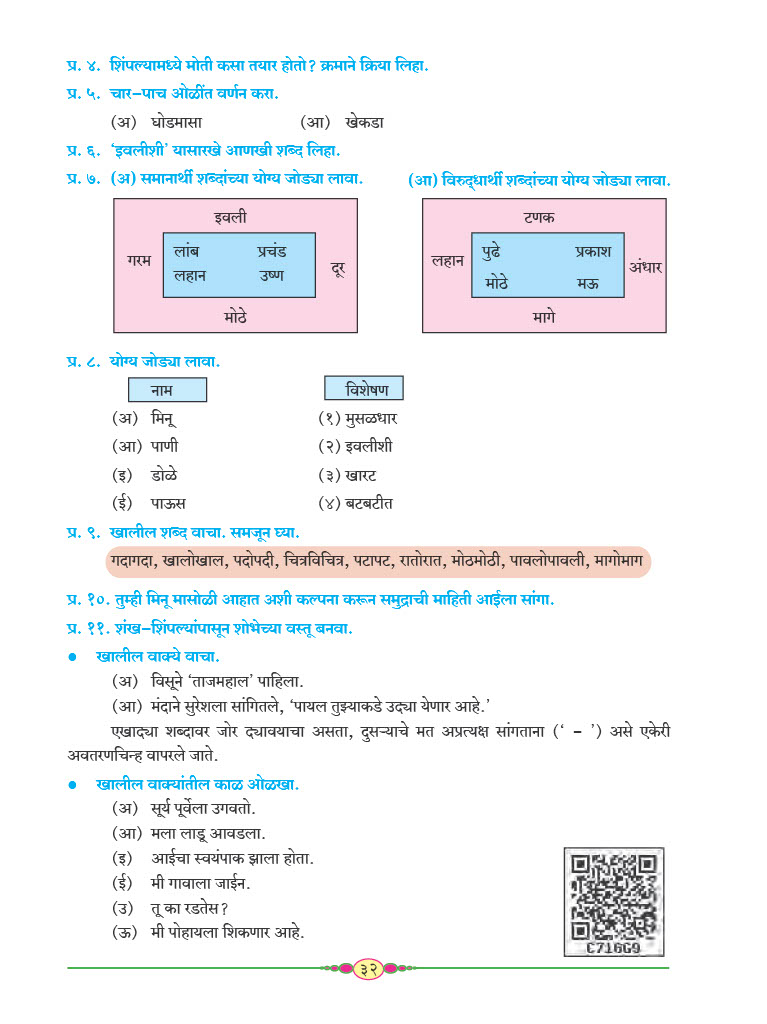 प्र. ४. शिंपल्यामध्ये मोती कसा तयार होतो? क्रमाने क्रिया लिहा.
प्र. ५. चार–पाच ओळींत वर्णन करा.
(अ) घोडमासा (आ) खेकडा
प्र. ६. ‘इवलीशी’ यासारखे आणखी शब्द लिहा.
प्र. ७. (अ) समानार्थी शब्दांच्या योग्य जोड्या लावा. (आ) विरुद्धार्थी शब्दांच्या योग्य जोड्या लावा.
इवली
गरम
लांब प्रचंड
लहान उष्ण
दूर
मोठे
टणक
लहान
पुढे प्रकाश
मोठे मऊ
अंधार
मागे
प्र. ८. योग्य जोड्या लावा.
नाम विशेषण
(अ) मिनू (१) मुसळधार
(आ) पाणी (२) इवलीशी
(इ) डोळे (३) खारट
(ई) पाऊस (४) बटबटीत
प्र. ९. खालील शब्द वाचा. समजून घ्या.
गदागदा, खालोखाल, पदोपदी, चित्रविचित्र, पटापट, रातोरात, मोठमोठी, पावलोपावली, मागोमाग
प्र. १०. तुम्ही मिनू मासोळी आहात अशी कल्पना करून समुद्राची माहिती आईला सांगा.
प्र. ११. शंख–शिंपल्यांपासून शोभेच्या वस्तू बनवा.
● खालील वाक्ये वाचा.
(अ) विसूने ‘ताजमहाल’ पाहिला.
(आ) मंदाने सुरेशला सांगितले, ‘पायल तुझ्याकडे उद्या येणार आहे.’
एखाद्या शब्दावर जोर द्यावयाचा असता, दुसऱ्याचे मत अप्रत्यक्ष सांगताना (‘ – ’) असे एकेरी
अवतरणचिन्ह वापरले जाते.
● खालील वाक्यांतील काळ ओळखा.
(अ) सूर्य पूर्वेला उगवतो.
(आ) मला लाडू आवडला.
(इ) आईचा स्वयंपाक झाला होता.
(ई) मी गावाला जाईन.
(उ) तू का रडतेस?
(ऊ) मी पोहायला शिकणार आहे.
C716G9
३२